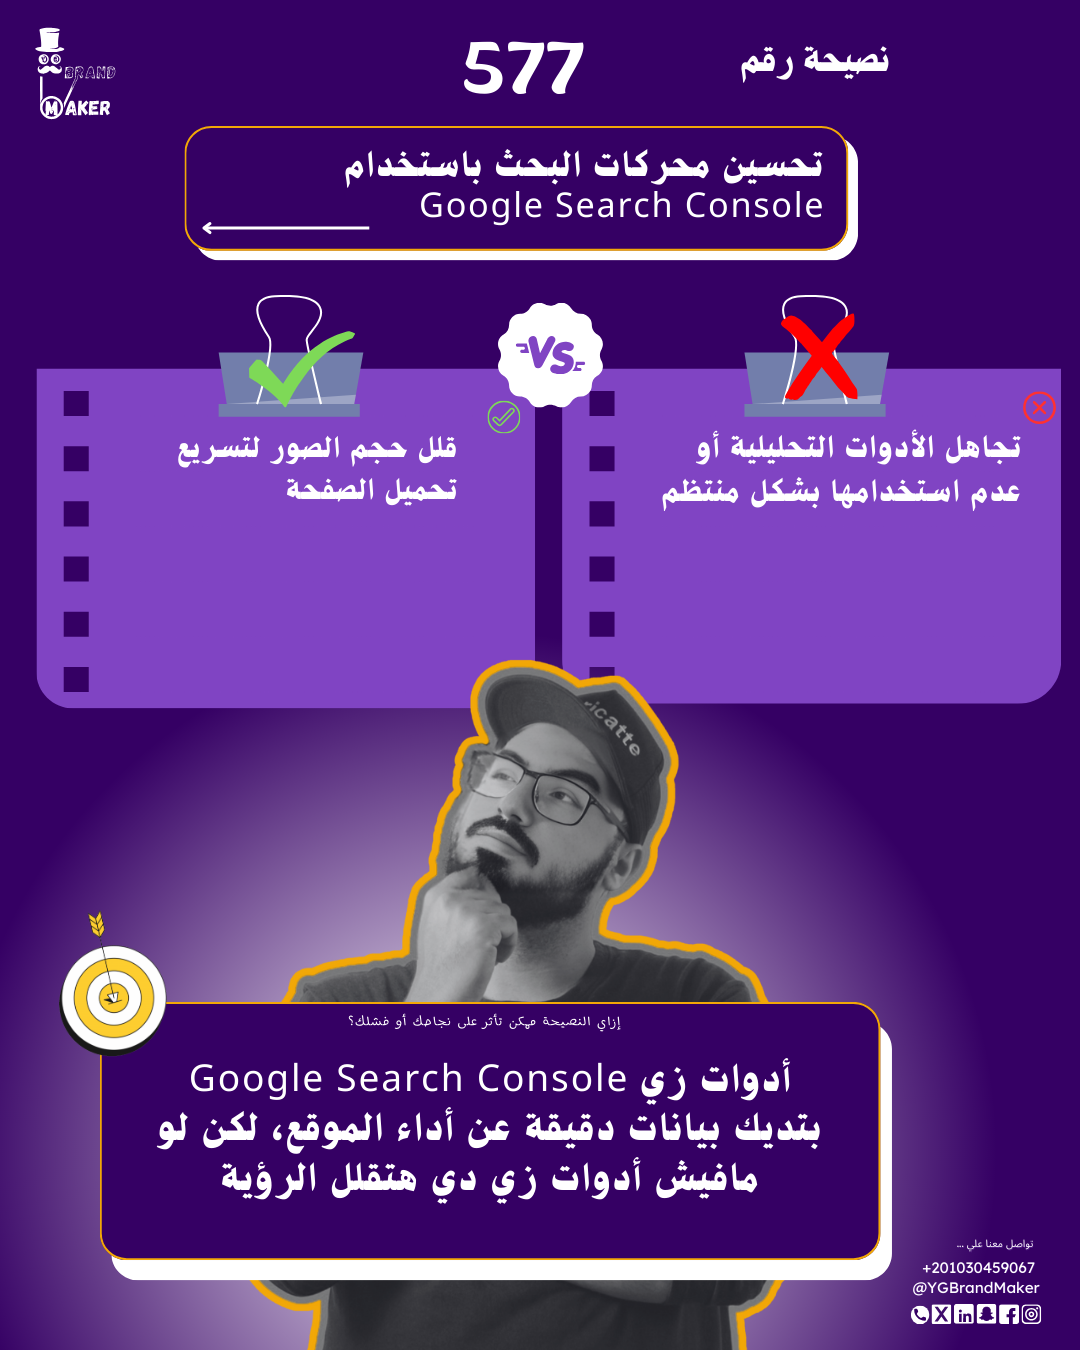 BRAND
MAKER
نصيحة رقم
577
تحسين محركات البحث باستخدام
Google Search Console
VS
تجاهل الأدوات التحليلية أو
عدم استخدامها بشكل منتظم
قلل حجم الصور لتسريع
تحميل الصفحة
icatte
إزاي النصيحة ممكن تأثر على نجاحك أو فشلك؟
أدوات زي Google Search Console
بتديك بيانات دقيقة عن أداء الموقع، لكن لو
مافيش أدوات زي دي هتقلل الرؤية
تواصل معنا علي ...
+201030459067
@YGBrandMaker